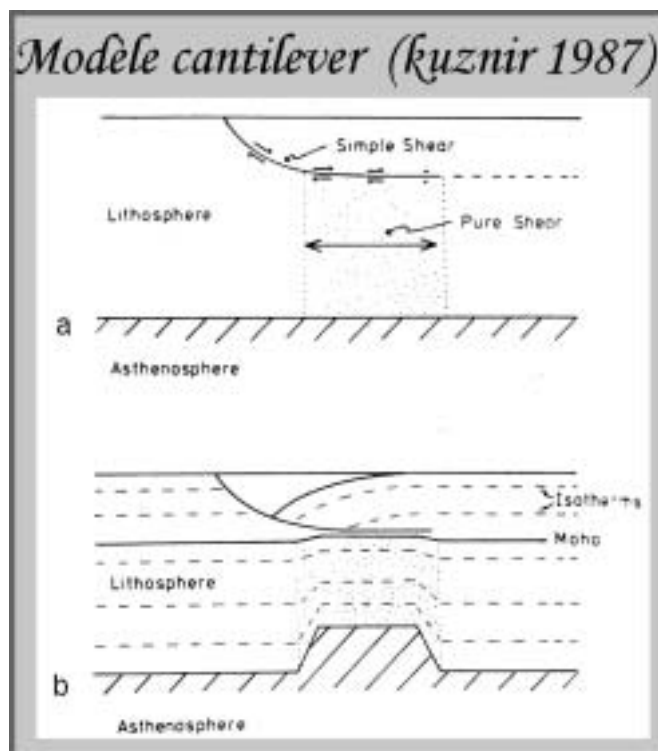 Modèle cantilever (kuznir 1987)
Simple Shear
Lithosphere
Pure Shear
a
Asthenosphere
Isotherms
Moho
Lithosphere
b
Asthenosphere